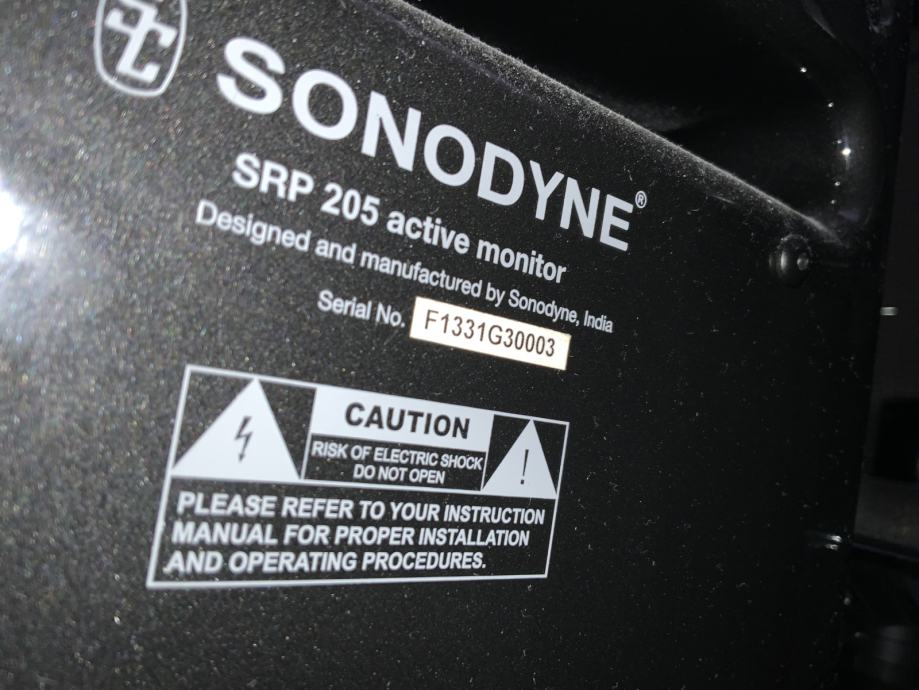 SONODYNE®
SRP 205 active monitor
Designed and manufactured by Sonodyne, India
Serial No. F1331G30003
CAUTION
RISK OF ELECTRIC SHOCK
DO NOT OPEN
!
PLEASE REFER TO YOUR INSTRUCTION
MANUAL FOR PROPER INSTALLATION
AND OPERATING PROCEDURES.